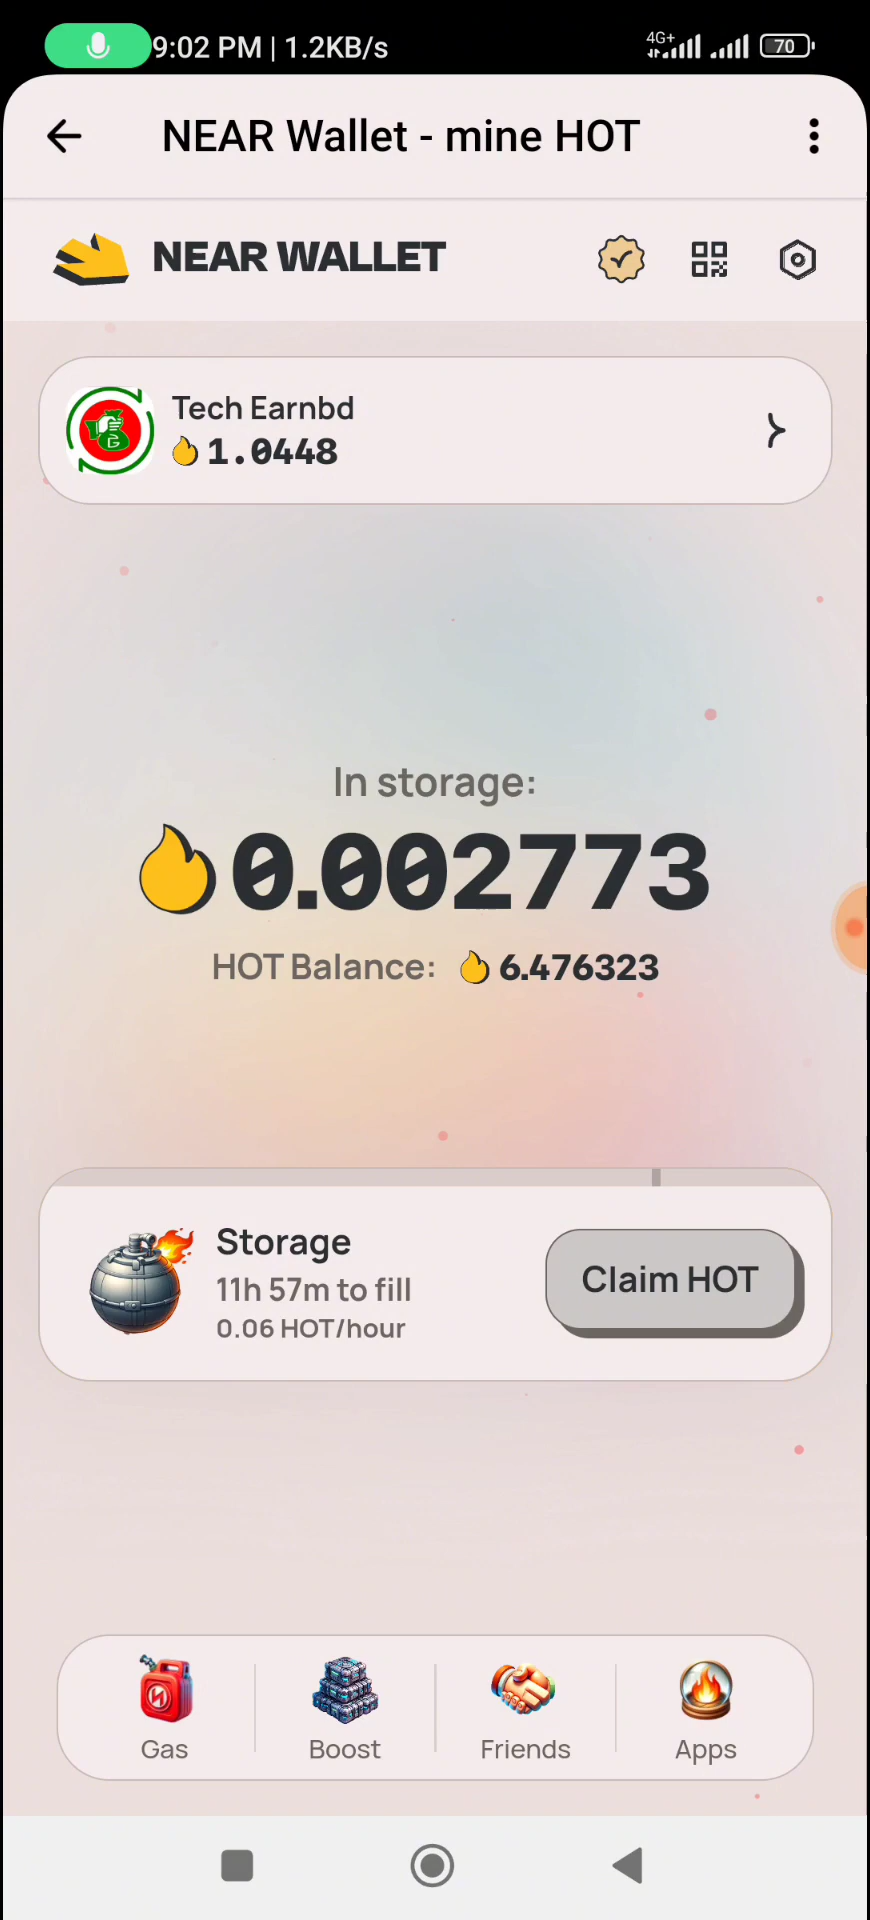 9:02 PM | 1.2KB/s
4G+
70
NEAR Wallet - mine HOT
NEAR WALLET
Tech Earnbd
1.0448
In storage:
0.002773
HOT Balance: 6.476323
Storage
11h 57m to fill
0.06 HOT/hour
Claim HOT
Gas
Boost
Friends
Apps